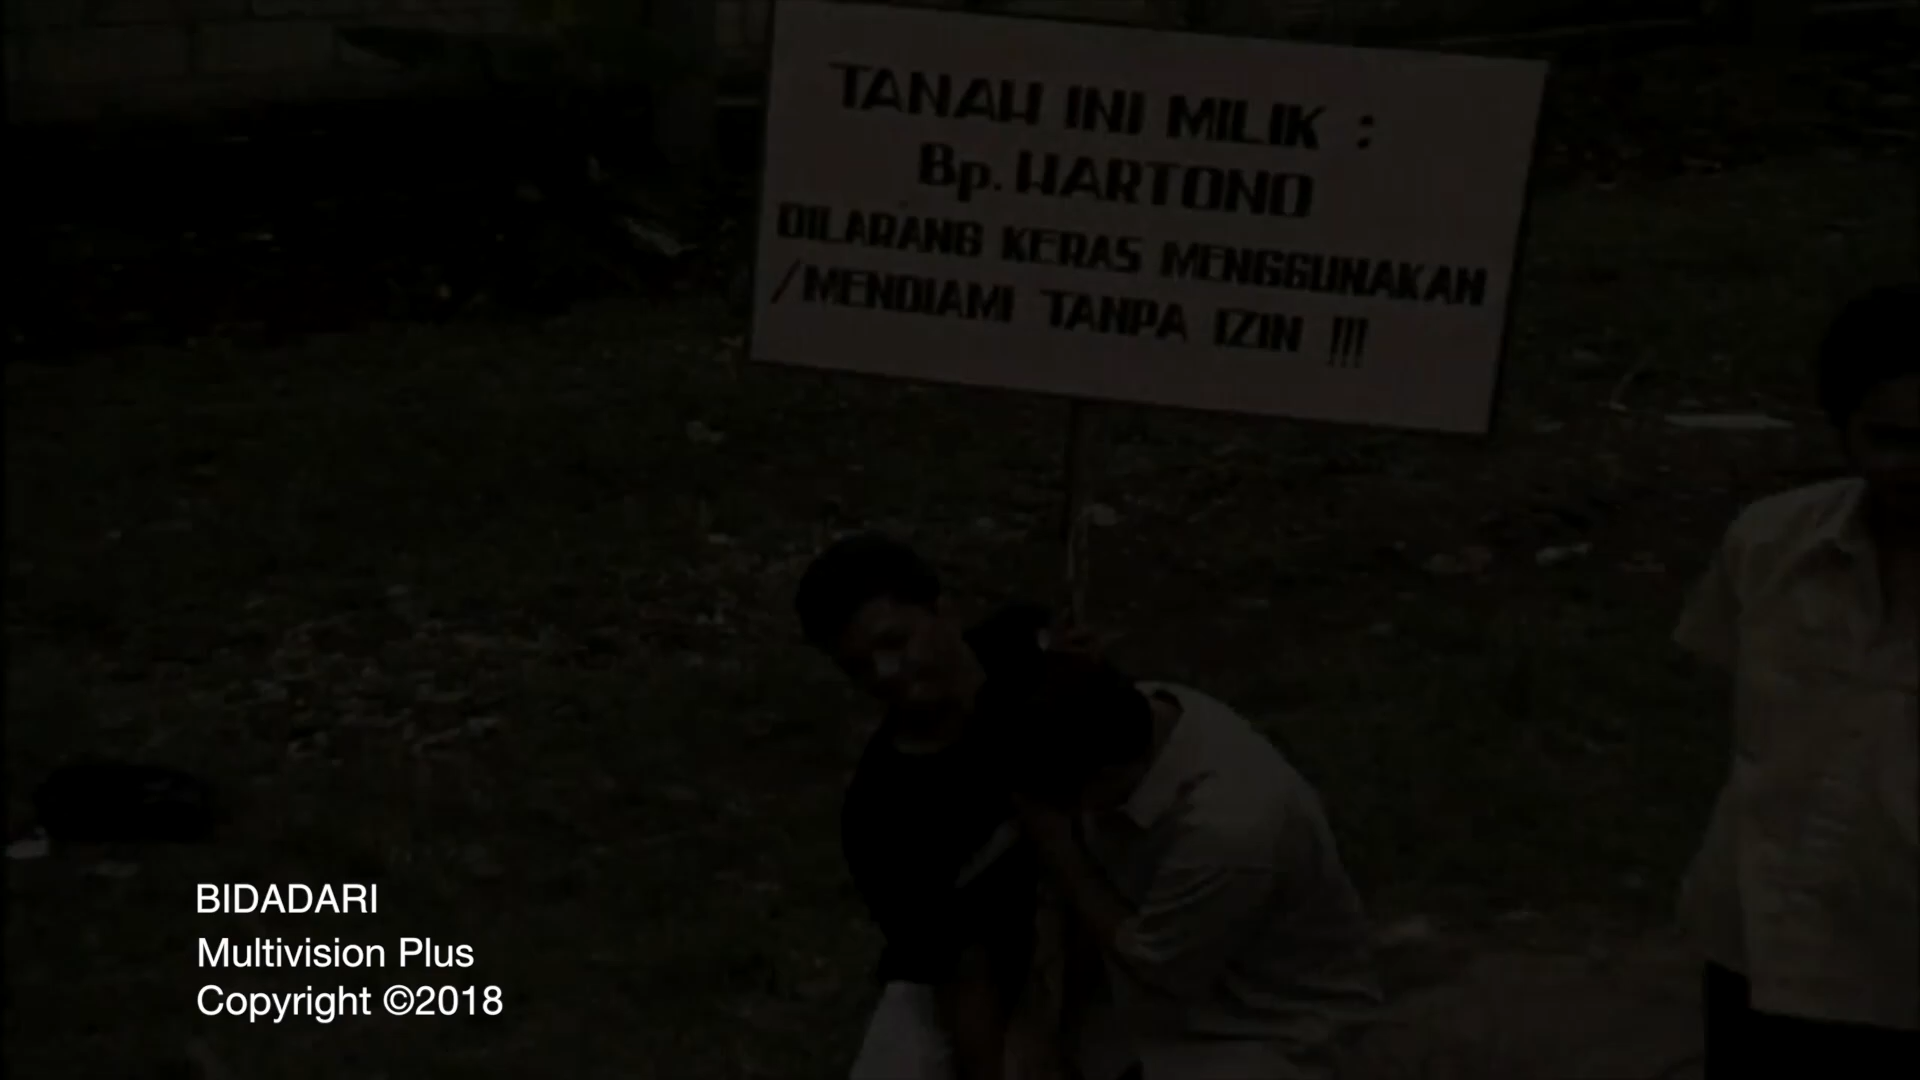 TANAH INI MILIK :
Bp. HARTONO
DILARANG KERAS MENGGUNAKAN
/MENDIAMI TANPA IZIN !!!
BIDADARI
Multivision Plus
Copyright ©2018